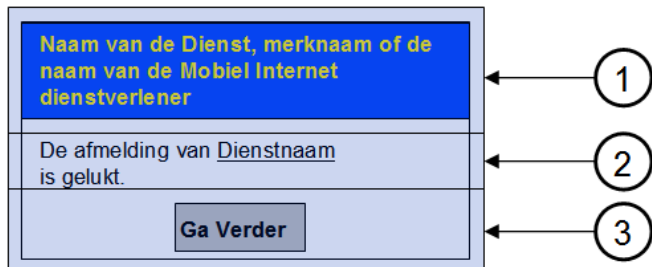 Naam van de Dienst, merknaam of de
naam van de Mobiel Internet
dienstverlener
1
De afmelding van Dienstnaam
is gelukt.
2
Ga Verder
3